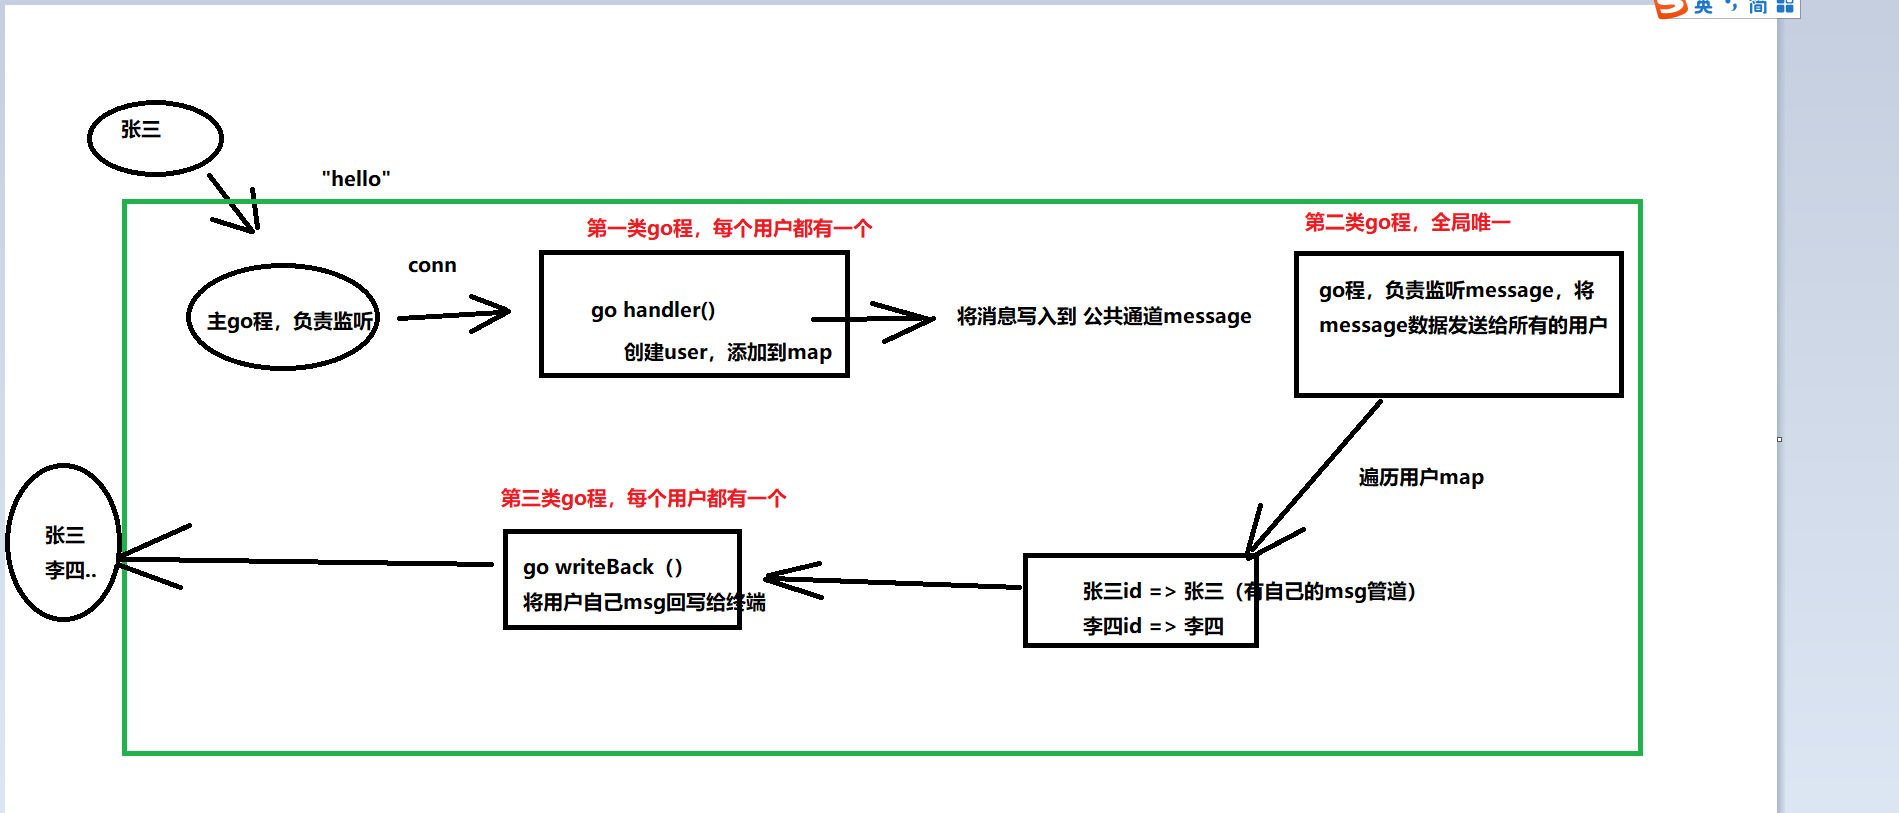 英 •, 简
张三
"hello"
第一类go程，每个用户都有一个
第二类go程，全局唯一
conn
主go程，负责监听
go handler()
创建user，添加到map
将消息写入到 公共通道message
go程，负责监听message，将
message数据发送给所有的用户
遍历用户map
第三类go程，每个用户都有一个
张三
李四..
go writeBack（）
将用户自己msg回写给终端
张三id => 张三（有自己的msg管道）
李四id => 李四